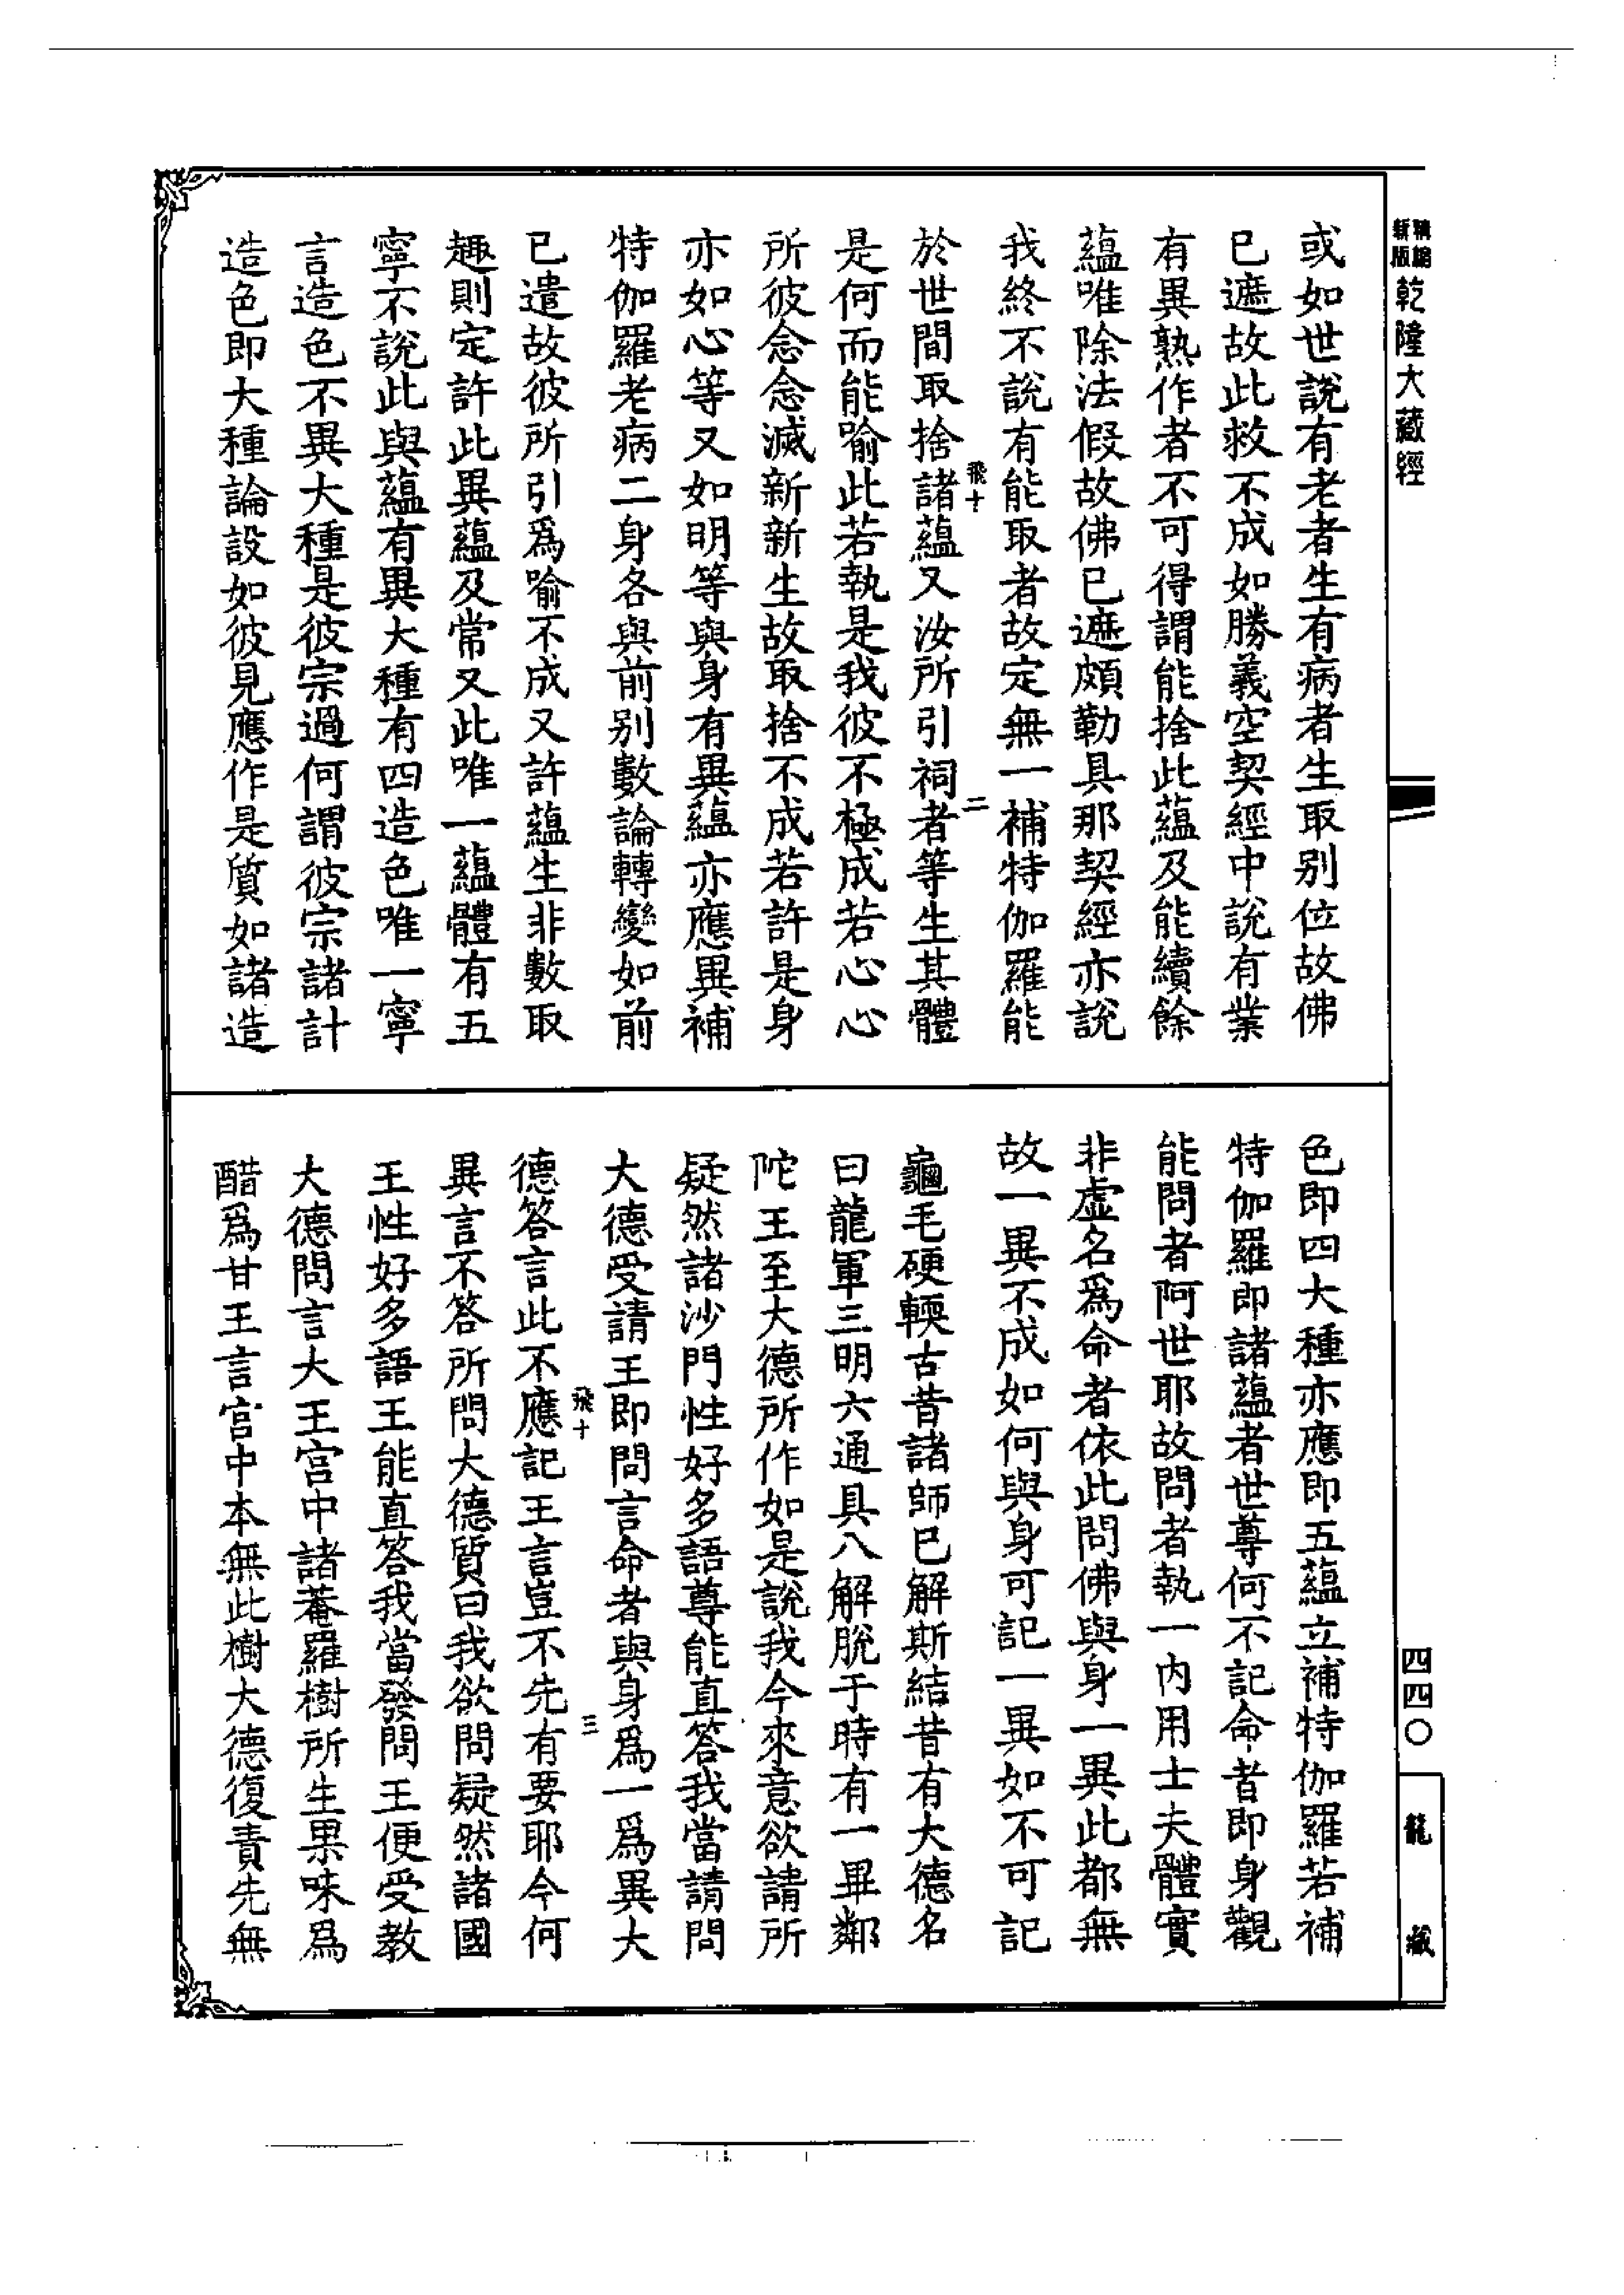 新編
新版
乾隆大藏經
或如世說有老者生有病者生取別位故佛
已遮故此救不成如勝義空契經中說有業
有異熟作者不可得謂能捨此蘊及能續餘
蘊唯除法假故佛已遮頗勒具那契經亦說
我終不說有能取者故定無一補特伽羅能
飛十
二
於世間取捨諸蘊又汝所引祠者等生其體
是何而能喻此若執是我彼不極成若心心
所彼念念滅新新生故取捨不成若許是身
亦如心等又如明等與身有異蘊亦應異補
特伽羅老病二身各與前別數論轉變如前
已遣故彼所引爲喻不成又許蘊生非數取
趣則定許此異蘊及常又此唯一蘊體有五
寧不說此與蘊有異大種有四造色唯一寧
言造色不異大種是彼宗過何謂彼宗諸計
造色即大種論設如彼見應作是質如諸造
色即四大種亦應即五蘊立補特伽羅若補
特伽羅即諸蘊者世尊何不記命者即身觀
能問者阿世耶故問者執一內用士夫體實
非虛名爲命者依此問佛與身一異此都無
故一異不成如何與身可記一異如不可記
龜毛硬輭古昔諸師已解斯結昔有大德名
曰龍軍三明六通具八解脫于時有一畢鄰
陀王至大德所作如是說我今來意欲請所
疑然諸沙門性好多語尊能直答我當請問
大德受請王即問言命者與身爲一爲異大
飛十
三
德答言此不應記王言豈不先有要耶今何
異言不答所問大德質曰我欲問疑然諸國
王性好多語王能直答我當發問王便受教
大德問言大王宮中諸菴羅樹所生果味爲
醋爲甘王言宮中本無此樹大德復責先無
四四〇
龍藏